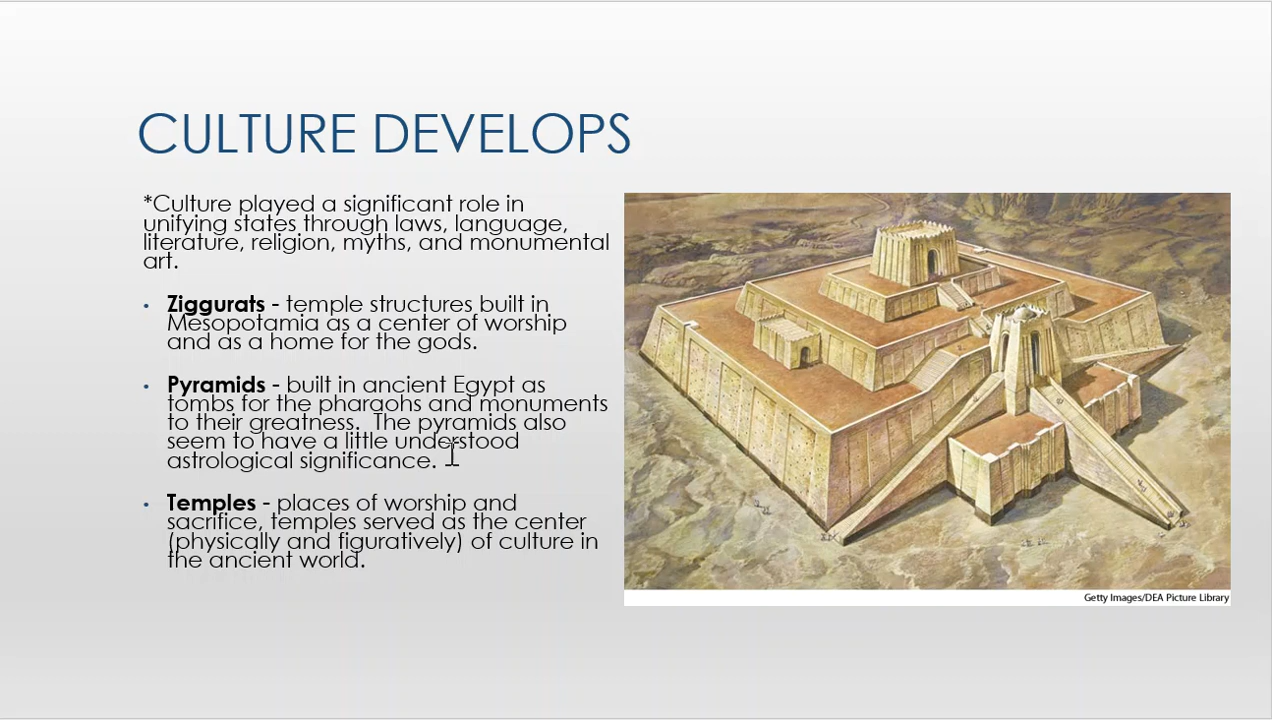 CULTURE DEVELOPS
*Culture played a significant role in
unifying states through laws, language,
literature, religion, myths, and monumental
art.
• Ziggurats - temple structures built in
Mesopotamia as a center of worship
and as a home for the gods.
• Pyramids - built in ancient Egypt as
tombs for the pharaohs and monuments
to their greatness. The pyramids also
seem to have a little understood
astrological significance.
• Temples - places of worship and
sacrifice, temples served as the center
(physically and figuratively) of culture in
the ancient world.
Getty Images/DEA Picture Library